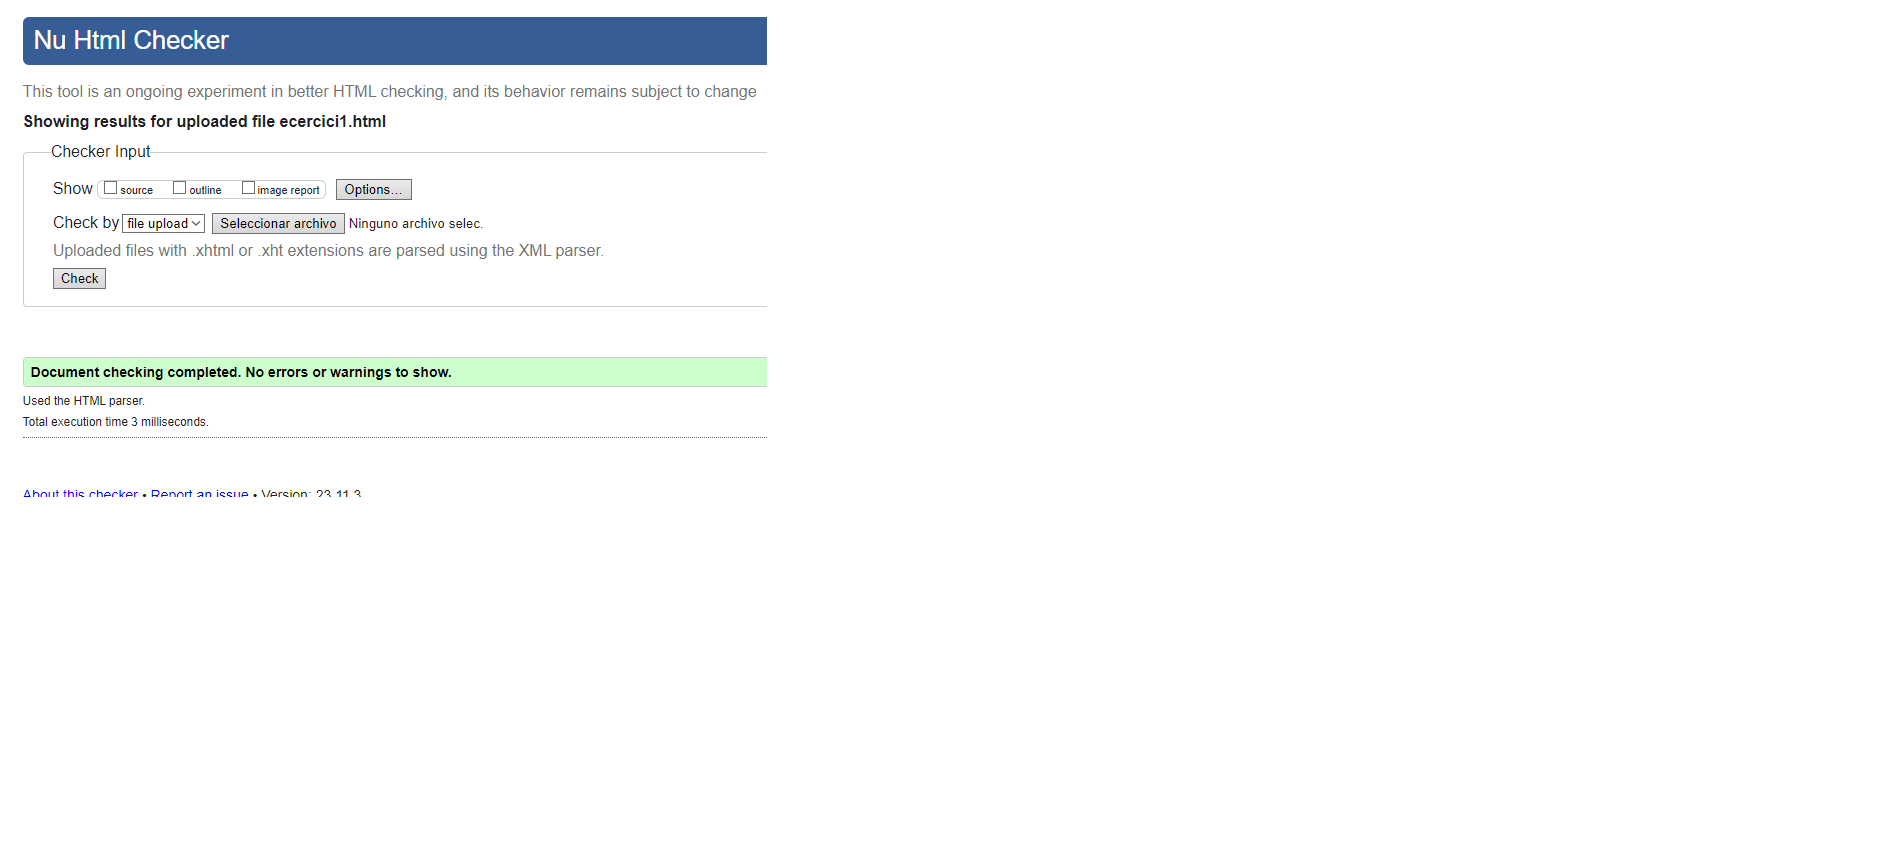 Nu Html Checker
This tool is an ongoing experiment in better HTML checking, and its behavior remains subject to change
Showing results for uploaded file ecercici1.html
Checker Input
Show source outline image report Options...
Check by file upload Seleccionar archivo Ninguno archivo selec.
Uploaded files with .xhtml or .xht extensions are parsed using the XML parser.
Check
Document checking completed. No errors or warnings to show.
Used the HTML parser.
Total execution time 3 milliseconds.
About this checker • Report an issue • Version: 23.11.3